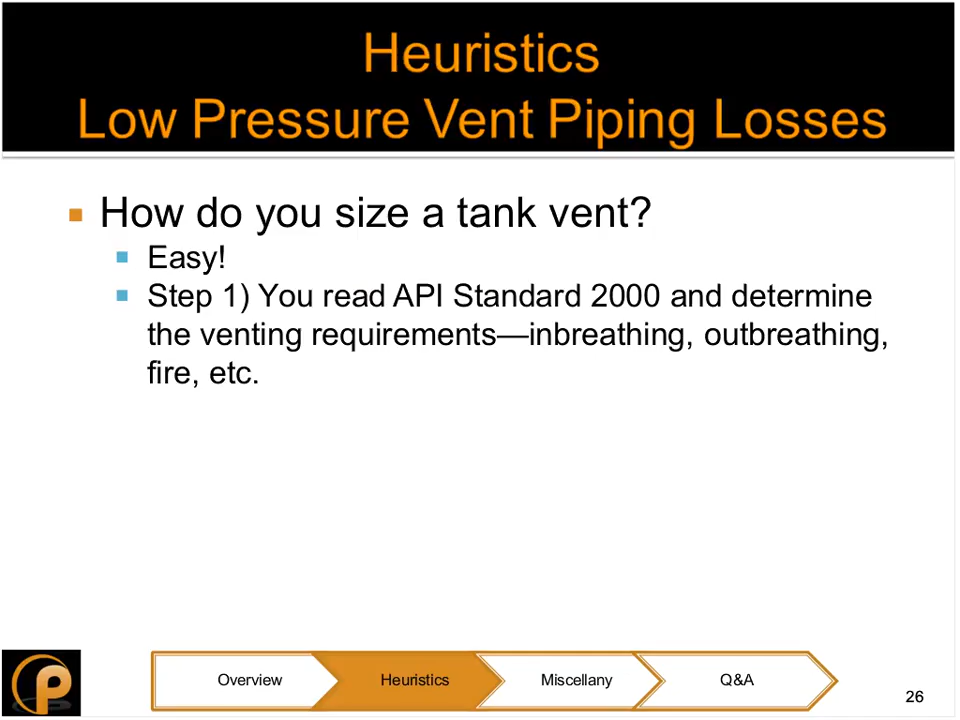 Heuristics
Low Pressure Vent Piping Losses
How do you size a tank vent?
Easy!
Step 1) You read API Standard 2000 and determine
the venting requirements—inbreathing, outbreathing,
fire, etc.
Overview
Heuristics
Miscellany
Q&A
26